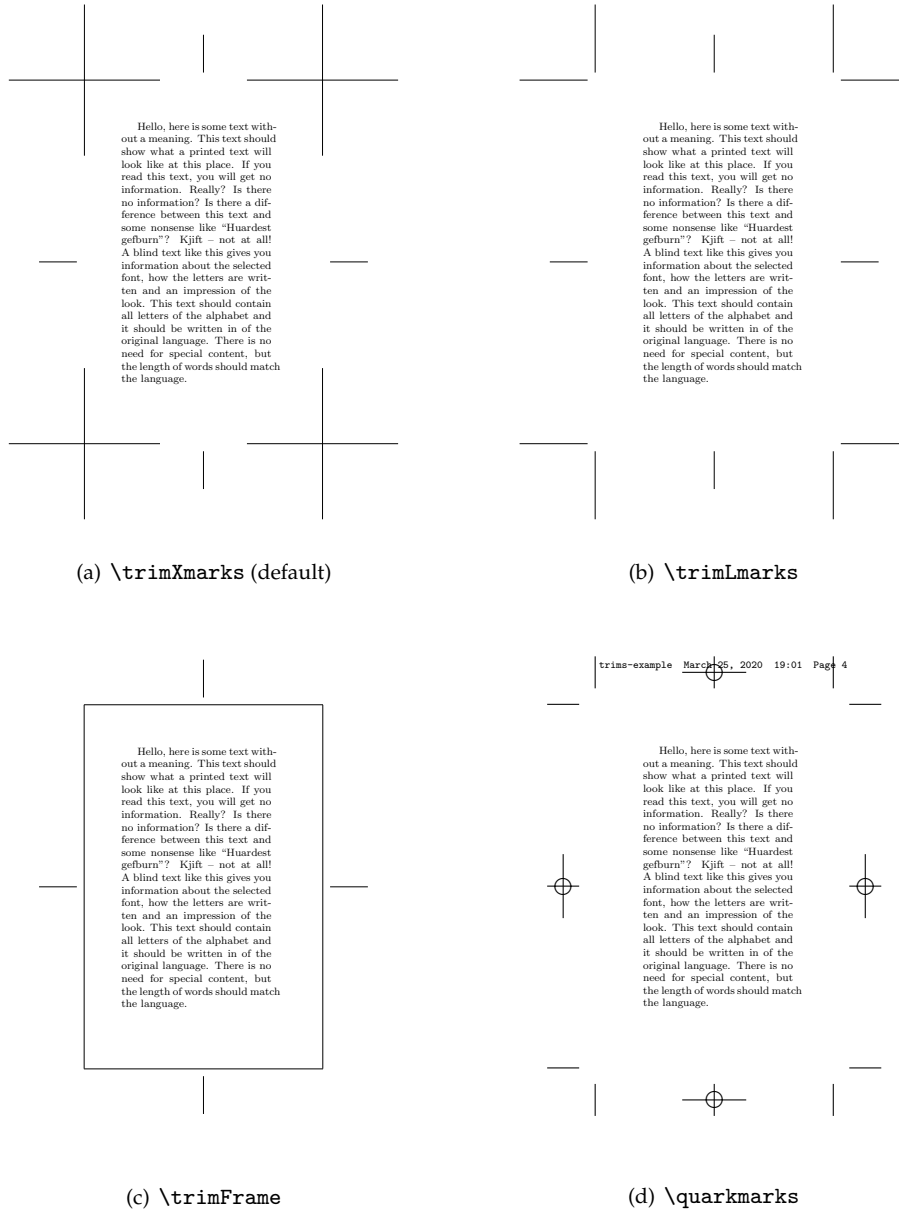 Hello, here is some text with-
out a meaning. This text should
show what a printed text will
look like at this place. If you
read this text, you will get no
information. Really? Is there
no information? Is there a dif-
ference between this text and
some nonsense like “Huardest
gefburn”? Kjift – not at all!
A blind text like this gives you
information about the selected
font, how the letters are writ-
ten and an impression of the
look. This text should contain
all letters of the alphabet and
it should be written in of the
original language. There is no
need for special content, but
the length of words should match
the language.
(a) \trimXmarks (default)
Hello, here is some text with-
out a meaning. This text should
show what a printed text will
look like at this place. If you
read this text, you will get no
information. Really? Is there
no information? Is there a dif-
ference between this text and
some nonsense like “Huardest
gefburn”? Kjift – not at all!
A blind text like this gives you
information about the selected
font, how the letters are writ-
ten and an impression of the
look. This text should contain
all letters of the alphabet and
it should be written in of the
original language. There is no
need for special content, but
the length of words should match
the language.
(b) \trimLmarks
Hello, here is some text with-
out a meaning. This text should
show what a printed text will
look like at this place. If you
read this text, you will get no
information. Really? Is there
no information? Is there a dif-
ference between this text and
some nonsense like “Huardest
gefburn”? Kjift – not at all!
A blind text like this gives you
information about the selected
font, how the letters are writ-
ten and an impression of the
look. This text should contain
all letters of the alphabet and
it should be written in of the
original language. There is no
need for special content, but
the length of words should match
the language.
(c) \trimFrame
trims-example March 25, 2020 19:01 Page 4
Hello, here is some text with-
out a meaning. This text should
show what a printed text will
look like at this place. If you
read this text, you will get no
information. Really? Is there
no information? Is there a dif-
ference between this text and
some nonsense like “Huardest
gefburn”? Kjift – not at all!
A blind text like this gives you
information about the selected
font, how the letters are writ-
ten and an impression of the
look. This text should contain
all letters of the alphabet and
it should be written in of the
original language. There is no
need for special content, but
the length of words should match
the language.
(d) \quarkmarks